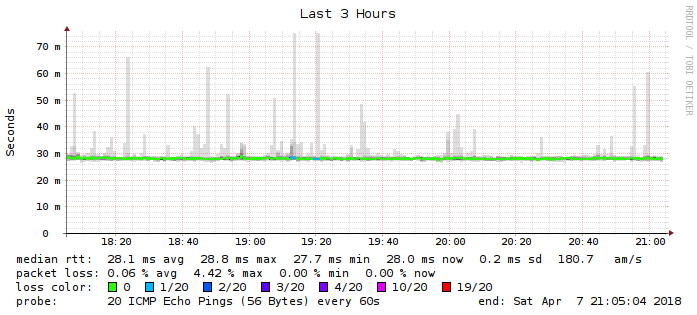 Last 3 Hours
RRDTOOL / TOBI OETIKER
Seconds
70 m
60 m
50 m
40 m
30 m
20 m
10 m
0
18:20 18:40 19:00 19:20 19:40 20:00 20:20 20:40 21:00
median rtt: 28.1 ms avg 28.8 ms max 27.7 ms min 28.0 ms now 0.2 ms sd 180.7 am/s
packet loss: 0.06 % avg 4.42 % max 0.00 % min 0.00 % now
loss color: 0 1/20 2/20 3/20 4/20 10/20 19/20
probe: 20 ICMP Echo Pings (56 Bytes) every 60s end: Sat Apr 7 21:05:04 2018